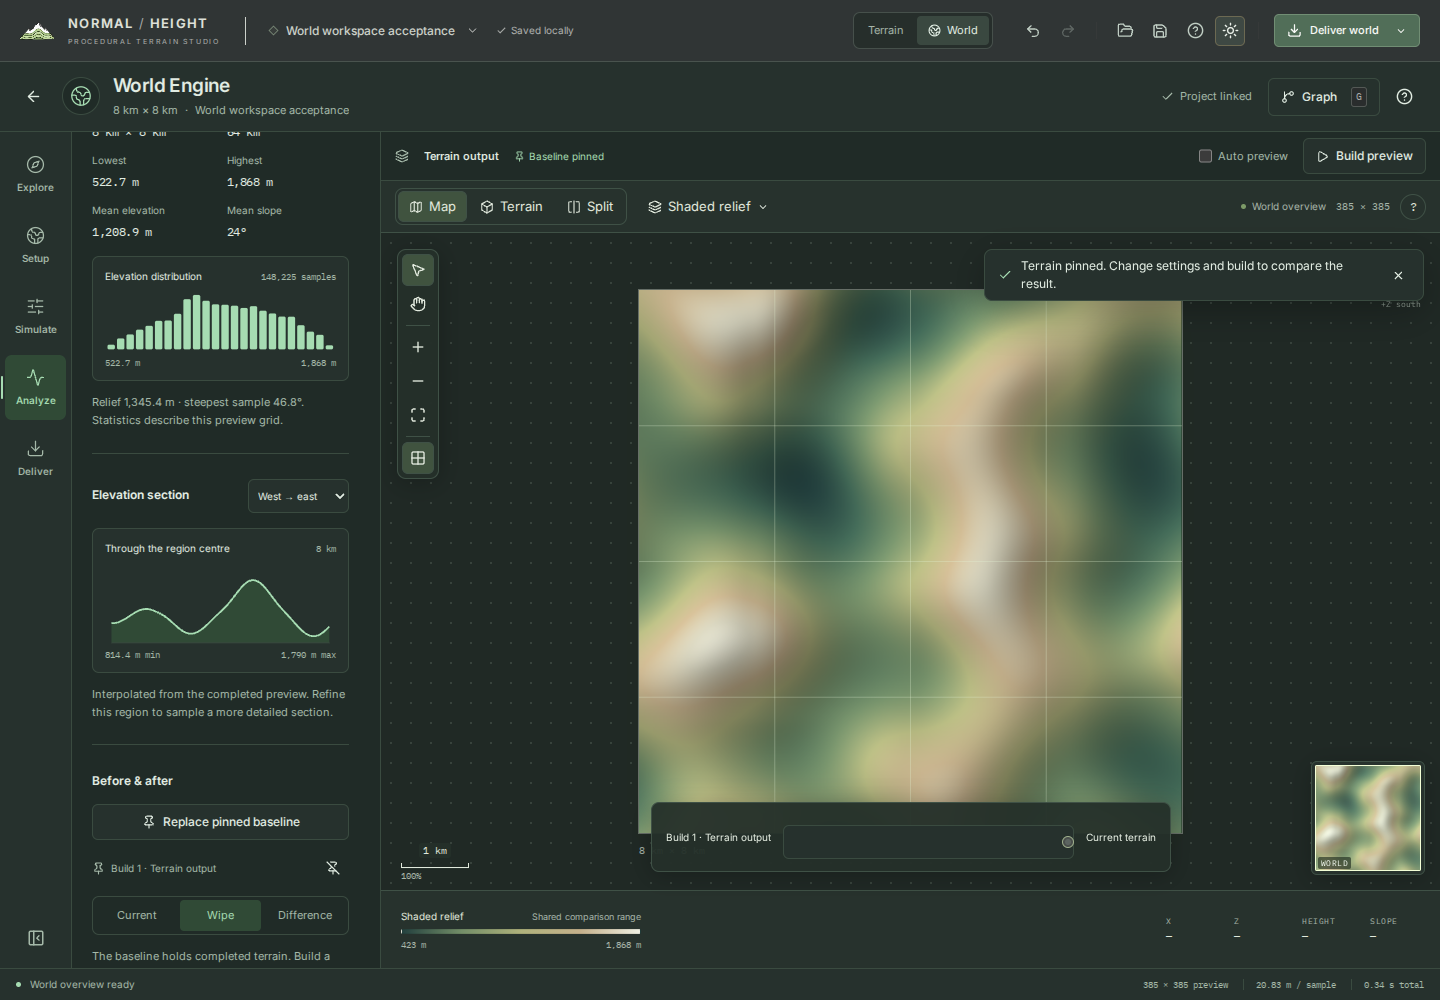 NORMAL / HEIGHT
PROCEDURAL TERRAIN STUDIO
World workspace acceptance
Saved locally
Terrain
World
Deliver world
World Engine
8 km × 8 km · World workspace acceptance
Project linked
Graph
G
Explore
Setup
Simulate
Analyze
Deliver
8 km × 8 km
64 km
Lowest
Highest
522.7 m
1,868 m
Mean elevation
Mean slope
1,208.9 m
24°
Elevation distribution
148,225 samples
522.7 m
1,868 m
Relief 1,345.4 m · steepest sample 46.8°.
Statistics describe this preview grid.
Elevation section
West → east
Through the region centre
8 km
814.4 m min
1,790 m max
Interpolated from the completed preview. Refine
this region to sample a more detailed section.
Before & after
Replace pinned baseline
Build 1 · Terrain output
Current
Wipe
Difference
The baseline holds completed terrain. Build a
Terrain output
Baseline pinned
Auto preview
Build preview
Map
Terrain
Split
Shaded relief
World overview
385 × 385
?
Terrain pinned. Change settings and build to compare the
result.
+Z south
1 km
100%
8
Build 1 · Terrain output
Current terrain
WORLD
Shaded relief
Shared comparison range
423 m
1,868 m
X
Z
HEIGHT
SLOPE
—
—
—
—
World overview ready
385 × 385 preview
20.83 m / sample
0.34 s total